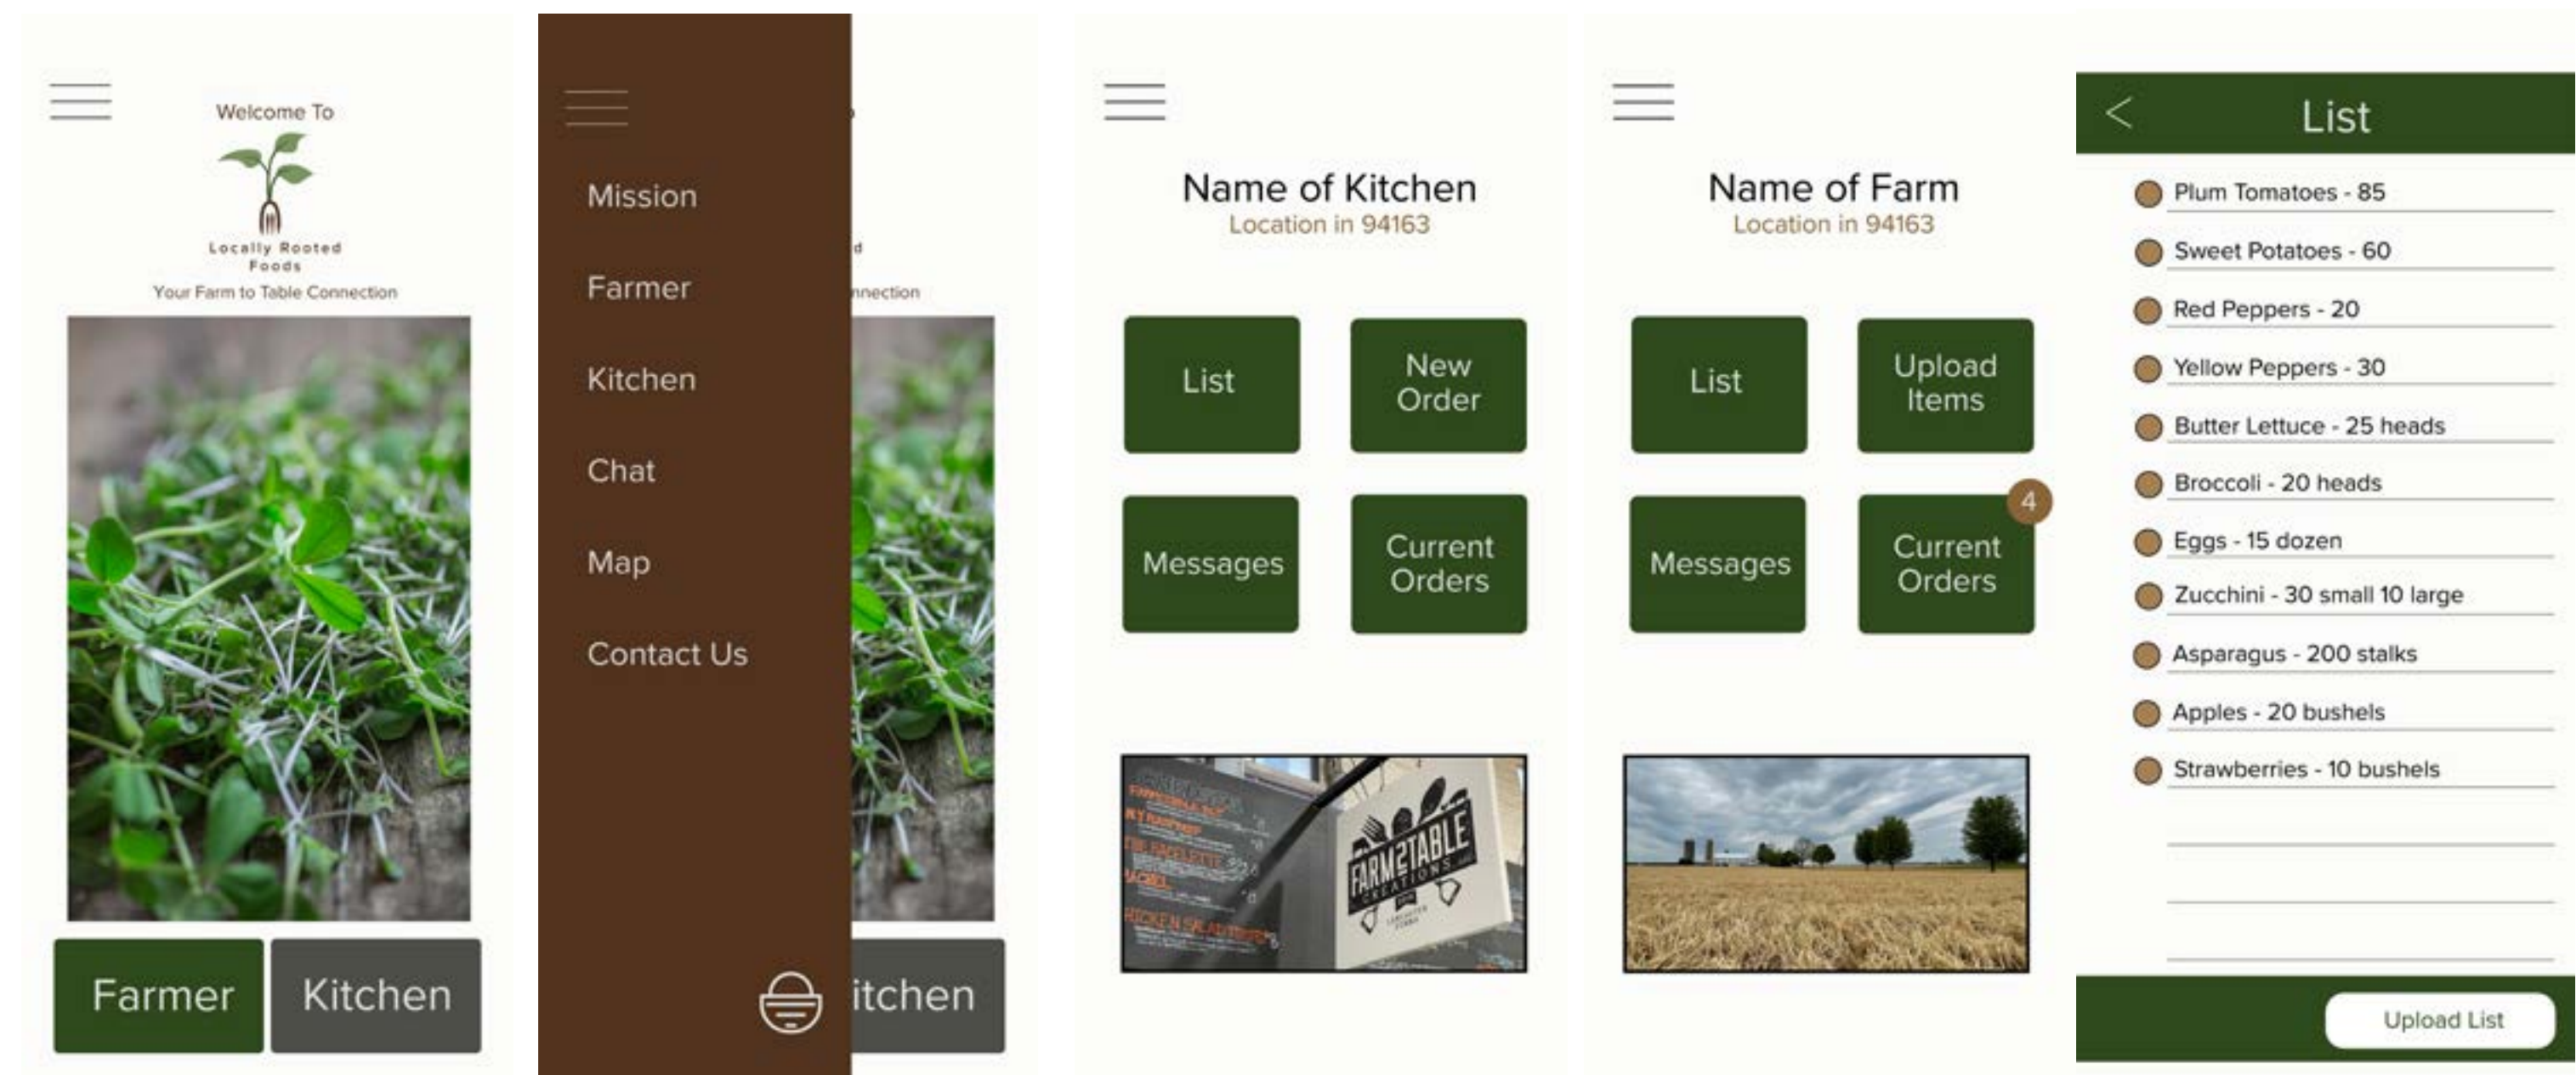 Welcome To
Locally Rooted
Foods
Your Farm to Table Connection
Farmer
Kitchen
Mission
Farmer
Kitchen
Chat
Map
Contact Us
d
nnection
itchen
Name of Kitchen
Location in 94163
List
New
Order
Messages
Current
Orders
FARM2TABLE
CREATIONS
Name of Farm
Location in 94163
List
Upload
Items
Messages
4
Current
Orders
<
List
Plum Tomatoes - 85
Sweet Potatoes - 60
Red Peppers - 20
Yellow Peppers - 30
Butter Lettuce - 25 heads
Broccoli - 20 heads
Eggs - 15 dozen
Zucchini - 30 small 10 large
Asparagus - 200 stalks
Apples - 20 bushels
Strawberries - 10 bushels
Upload List